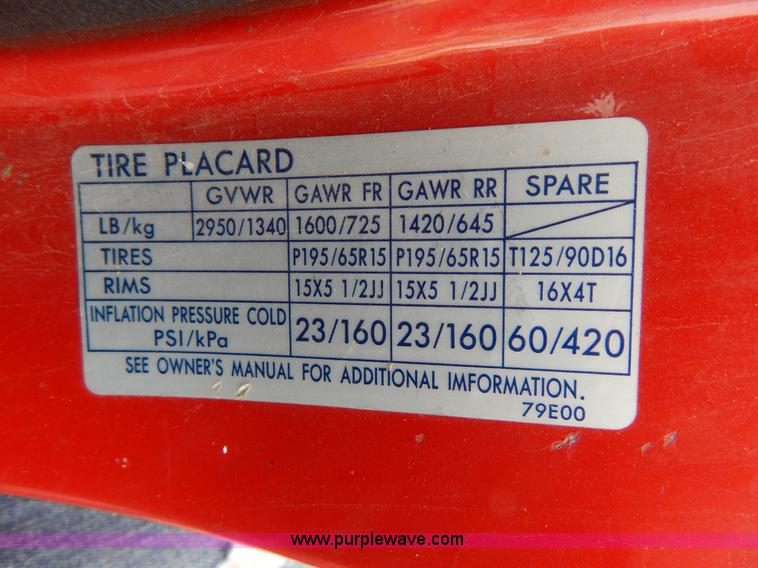 TIRE PLACARD
GVWR GAWR FR GAWR RR SPARE
LB/kg 2950/1340 1600/725 1420/645
TIRES P195/65R15 P195/65R15 T125/90D16
RIMS 15X5 1/2JJ 15X5 1/2JJ 16X4T
INFLATION PRESSURE COLD
PSI/kPa 23/160 23/160 60/420
SEE OWNER'S MANUAL FOR ADDITIONAL IMFORMATION.
79E00
www.purplewave.com